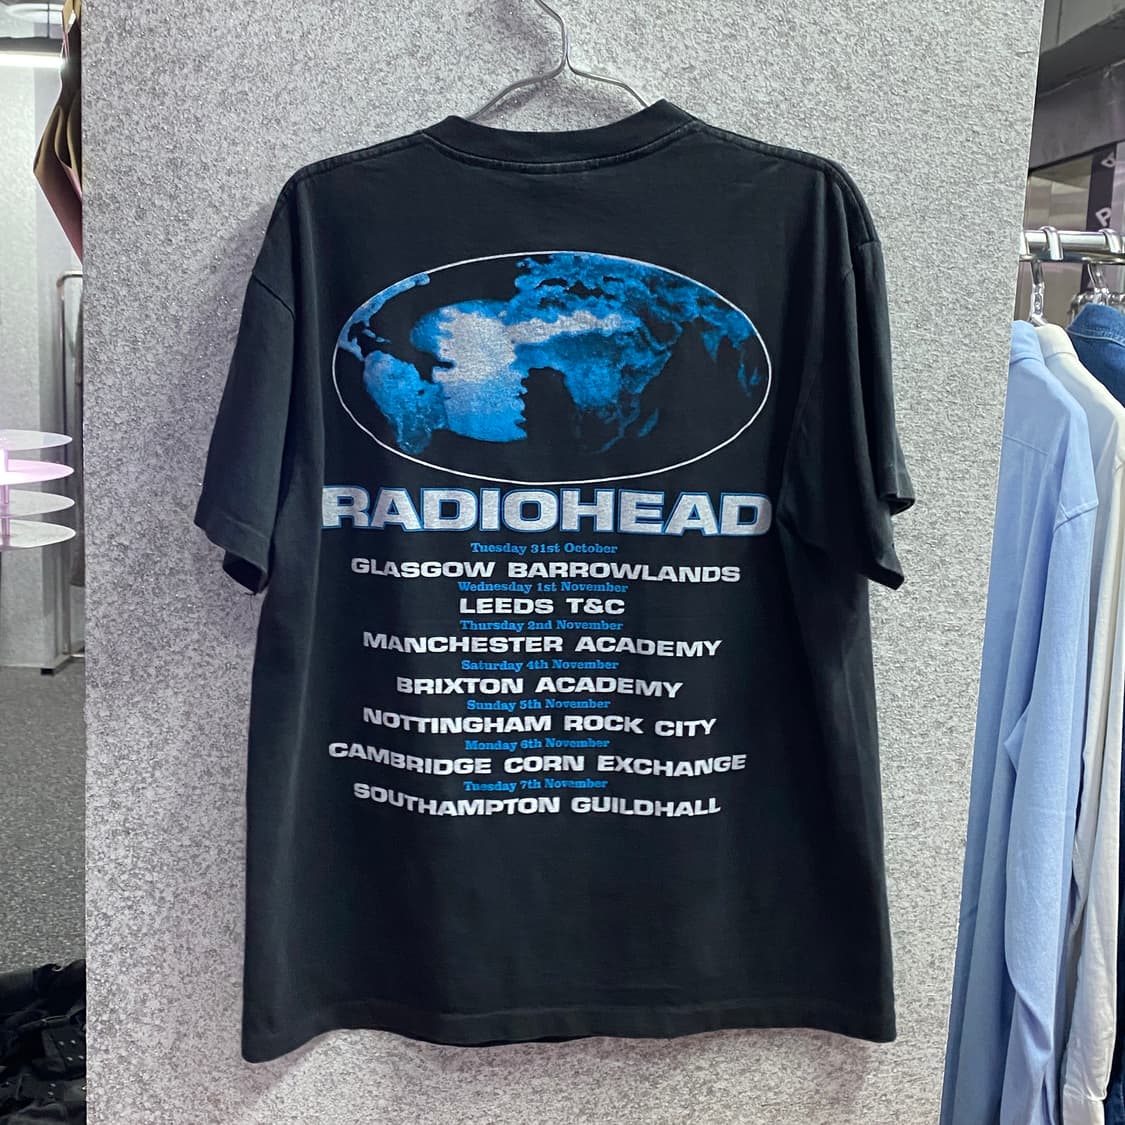 RADIOHEAD
Tuesday 31st October
GLASGOW BARROWLANDS
Wednesday 1st November
LEEDS T&C
Thursday 2nd November
MANCHESTER ACADEMY
Saturday 4th November
BRIXTON ACADEMY
Sunday 5th November
NOTTINGHAM ROCK CITY
Monday 6th November
CAMBRIDGE CORN EXCHANGE
Tuesday 7th November
SOUTHAMPTON GUILDHALL